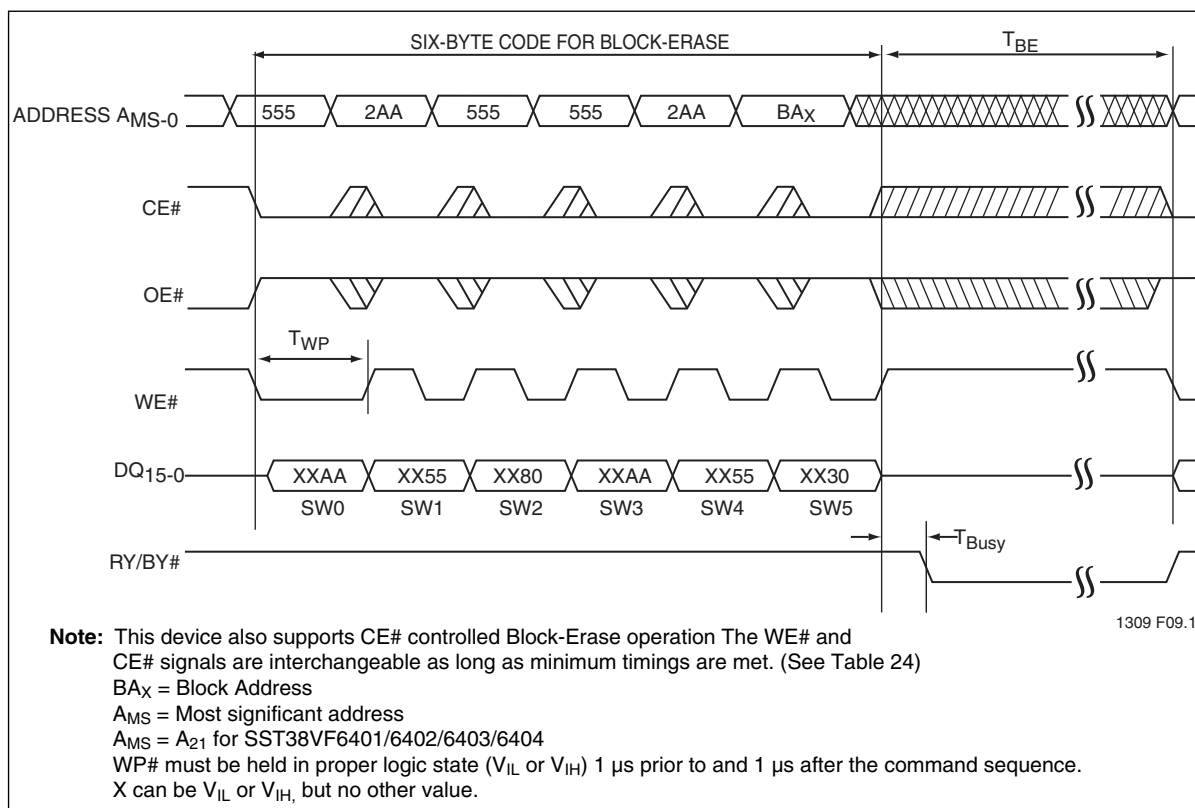 SIX-BYTE CODE FOR BLOCK-ERASE
TBE
ADDRESS AMS-0
555 2AA 555 555 2AA BAX
CE#
OE#
TWP
WE#
DQ15-0
XXAA XX55 XX80 XXAA XX55 XX30
SW0 SW1 SW2 SW3 SW4 SW5
TBusy
RY/BY#
1309 F09.1
Note: This device also supports CE# controlled Block-Erase operation The WE# and
CE# signals are interchangeable as long as minimum timings are met. (See Table 24)
BAX = Block Address
AMS = Most significant address
AMS = A21 for SST38VF6401/6402/6403/6404
WP# must be held in proper logic state (VIL or VIH) 1 µs prior to and 1 µs after the command sequence.
X can be VIL or VIH, but no other value.